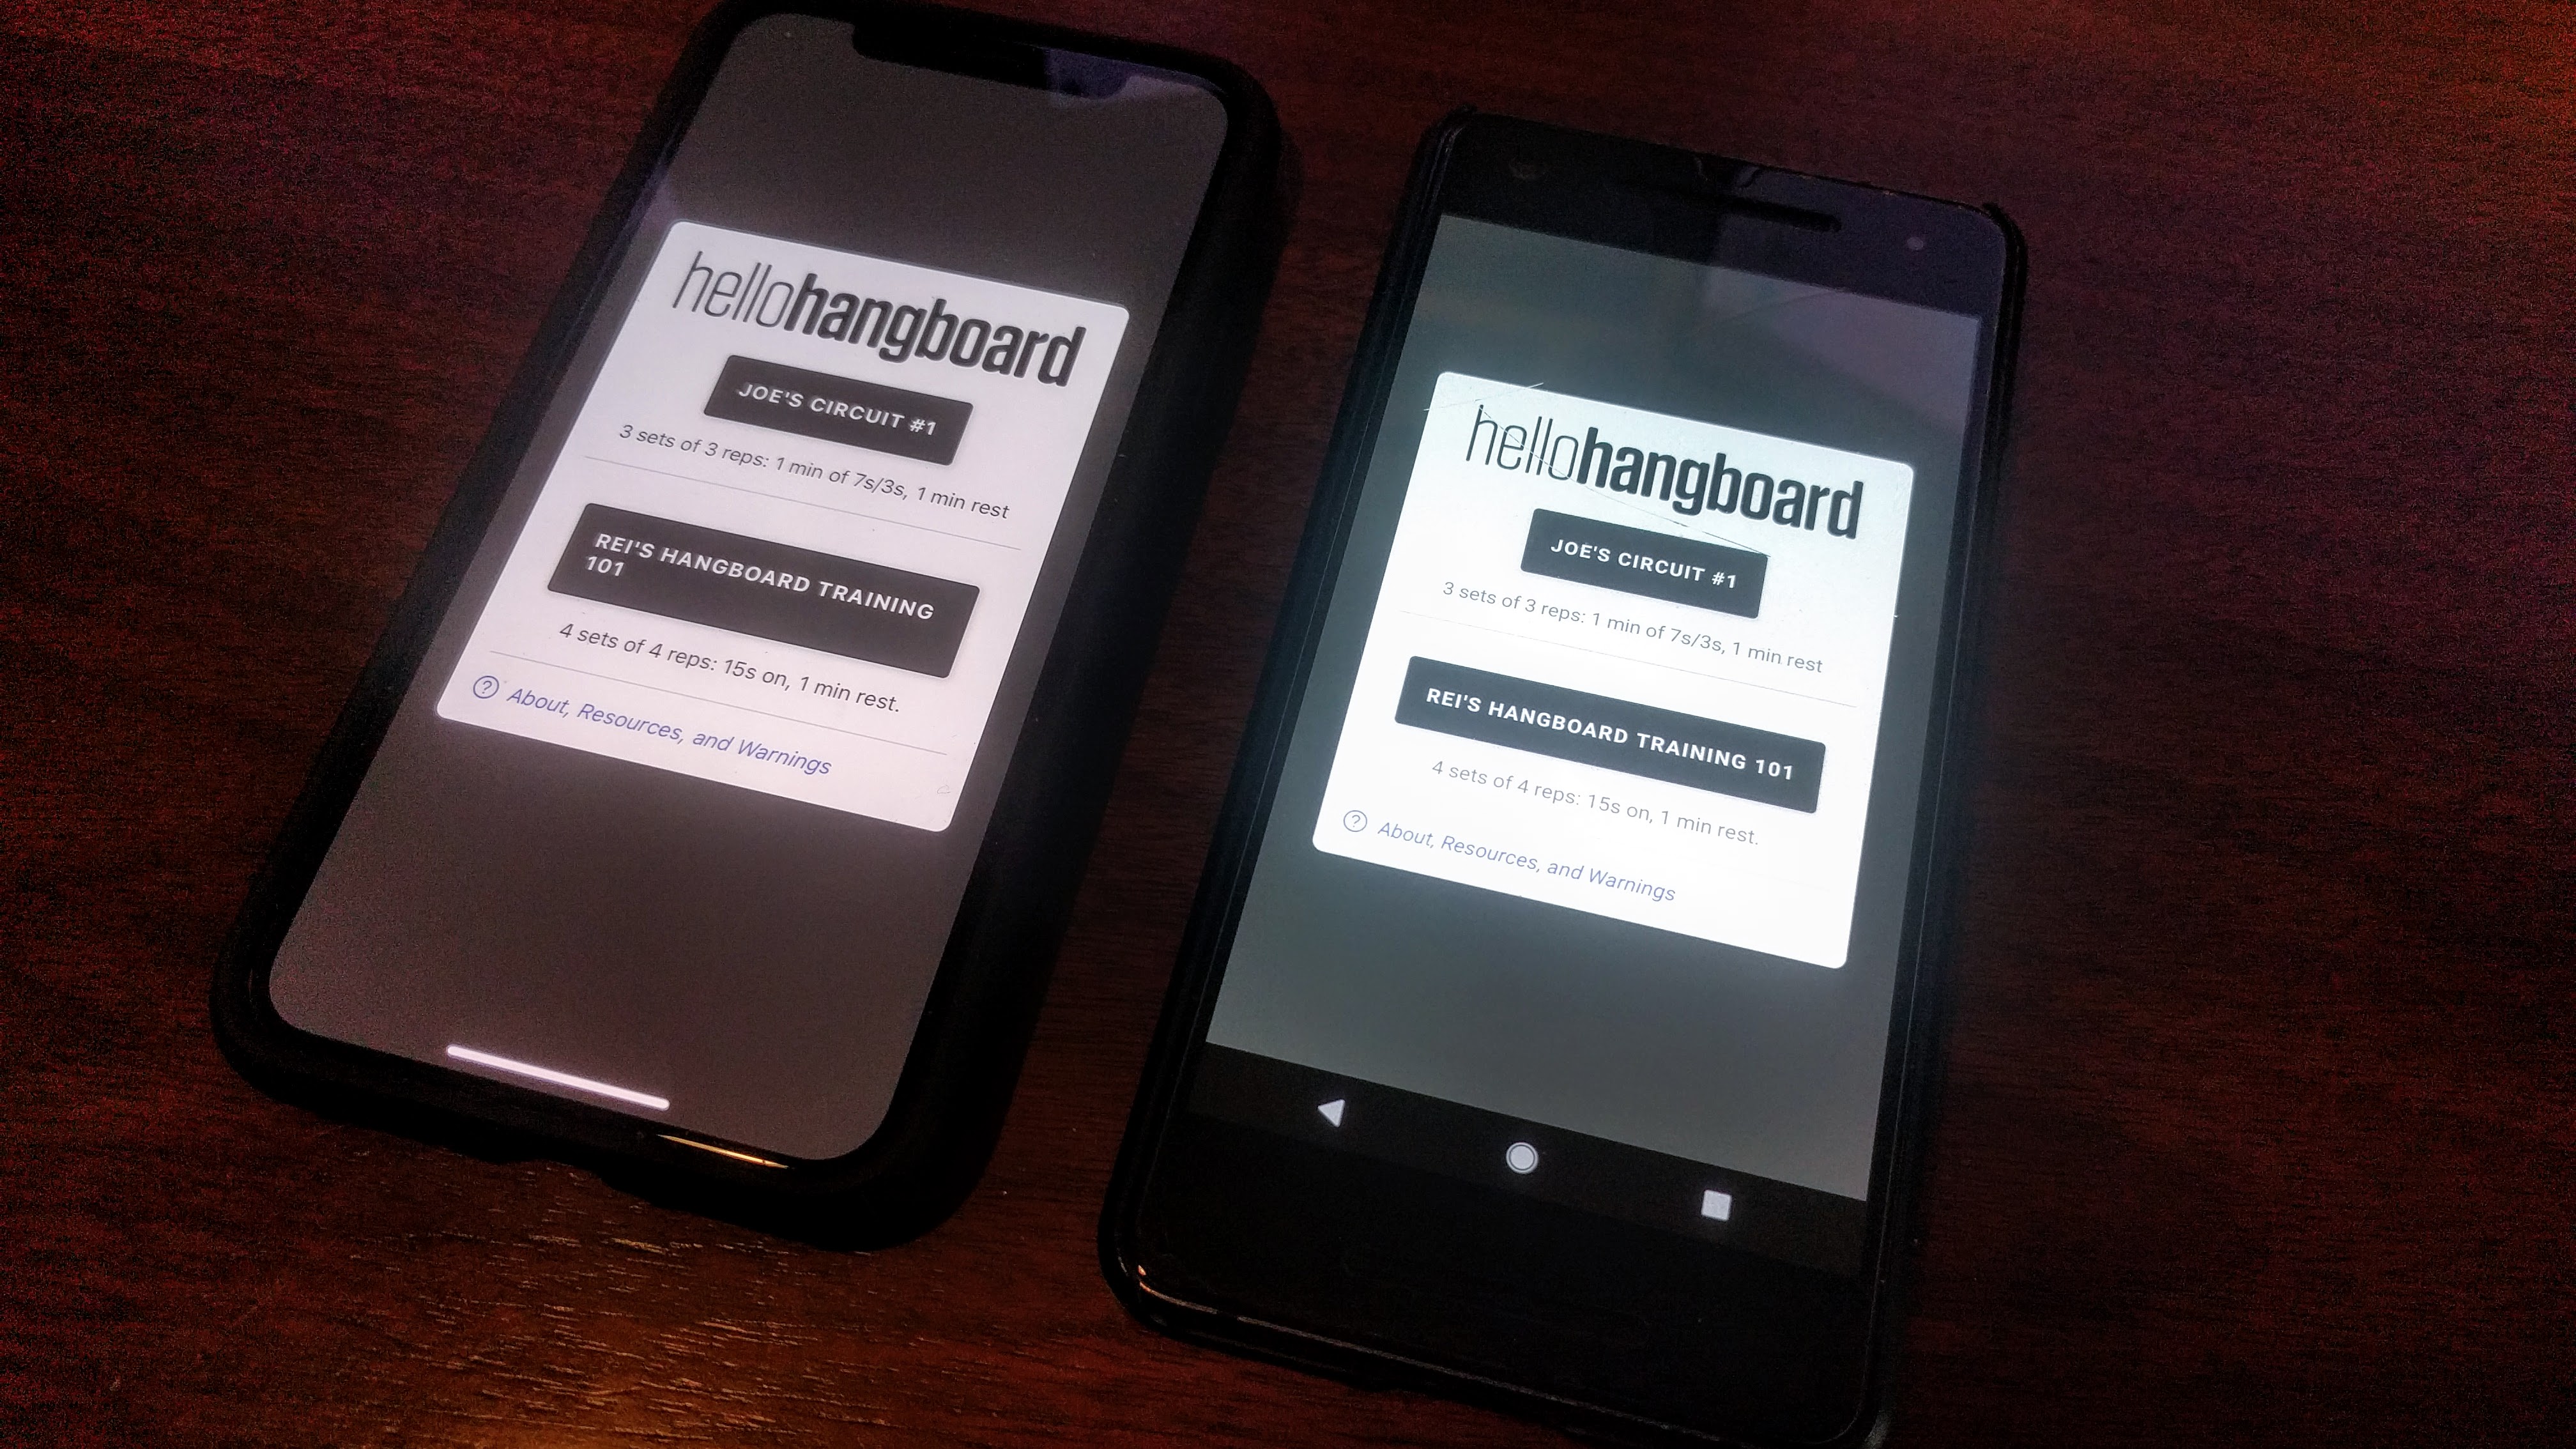 hellohangboard
JOE'S CIRCUIT #1
3 sets of 3 reps: 1 min of 7s/3s, 1 min rest
REI'S HANGBOARD TRAINING
101
4 sets of 4 reps: 15s on, 1 min rest.
? About, Resources, and Warnings
hellohangboard
JOE'S CIRCUIT #1
3 sets of 3 reps: 1 min of 7s/3s, 1 min rest
REI'S HANGBOARD TRAINING 101
4 sets of 4 reps: 15s on, 1 min rest.
? About, Resources, and Warnings